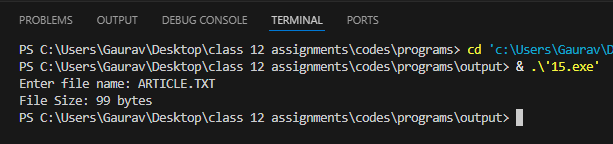 PROBLEMS OUTPUT DEBUG CONSOLE TERMINAL PORTS
PS C:\Users\Gaurav\Desktop\class 12 assignments\codes\programs> cd 'c:\Users\Gaurav\D
PS C:\Users\Gaurav\Desktop\class 12 assignments\codes\programs\output> & .\'15.exe'
Enter file name: ARTICLE.TXT
File Size: 99 bytes
PS C:\Users\Gaurav\Desktop\class 12 assignments\codes\programs\output>